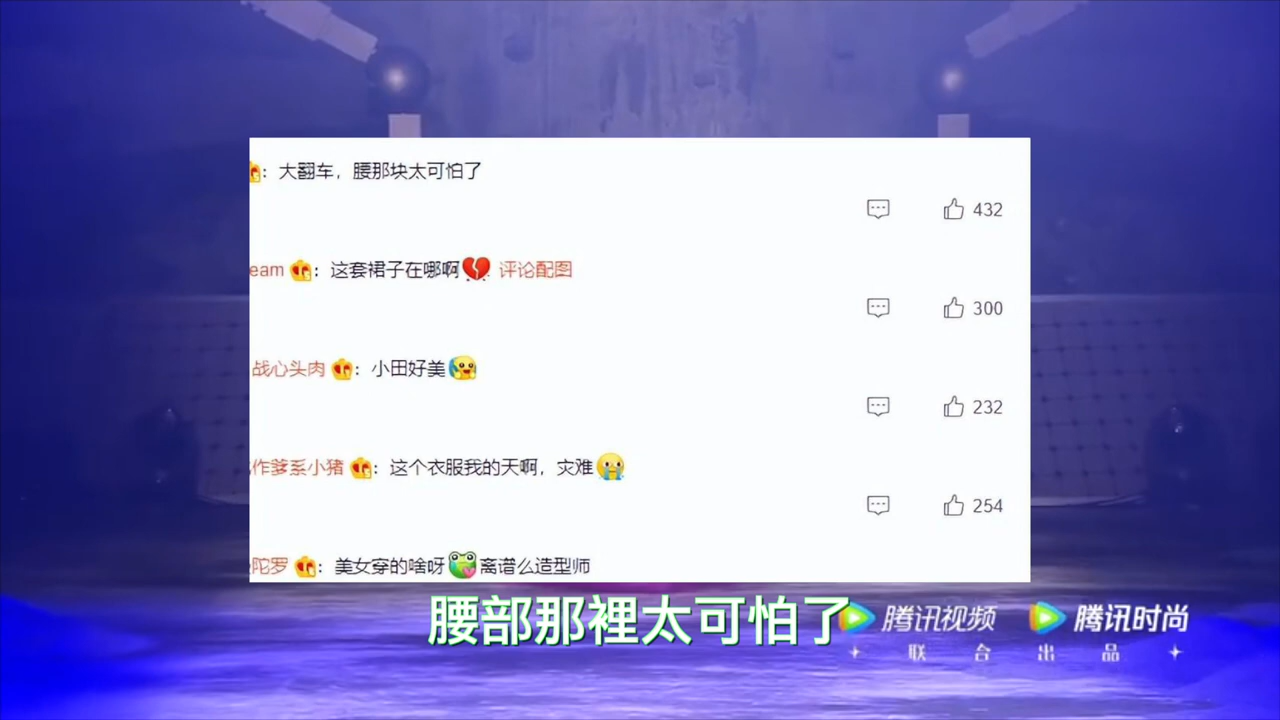 ：大翻车，腰那块太可怕了
432
eam：这套裙子在哪啊 评论配图
300
战心头肉：小田好美
232
作爹系小猪：这个衣服我的天啊，灾难
254
陀罗：美女穿的啥呀 斋谱么造型师
腰部那裡太可怕了
腾讯视频 腾讯时尚
联合出品